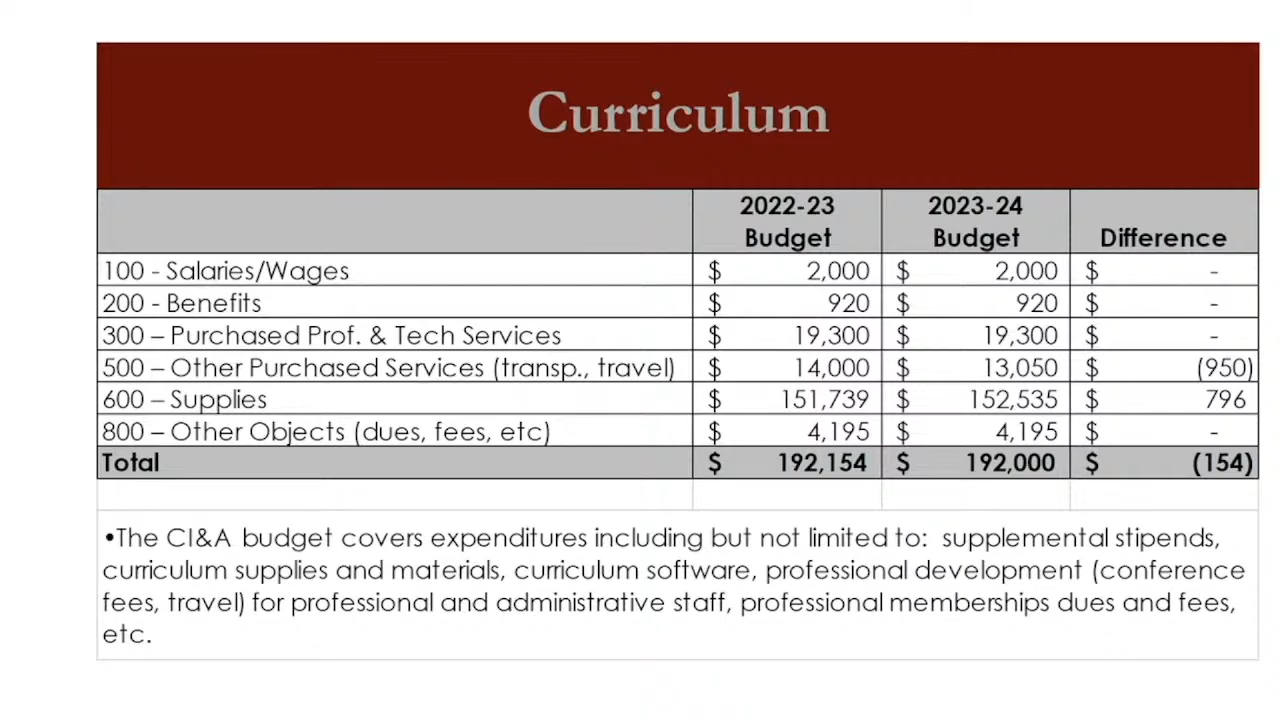 Curriculum
2022-23 Budget 2023-24 Budget Difference
100 - Salaries/Wages $ 2,000 $ 2,000 $ -
200 - Benefits $ 920 $ 920 $ -
300 – Purchased Prof. & Tech Services $ 19,300 $ 19,300 $ -
500 – Other Purchased Services (transp., travel) $ 14,000 $ 13,050 $ (950)
600 – Supplies $ 151,739 $ 152,535 $ 796
800 – Other Objects (dues, fees, etc) $ 4,195 $ 4,195 $ -
Total $ 192,154 $ 192,000 $ (154)
•The CI&A budget covers expenditures including but not limited to: supplemental stipends,
curriculum supplies and materials, curriculum software, professional development (conference
fees, travel) for professional and administrative staff, professional memberships dues and fees,
etc.